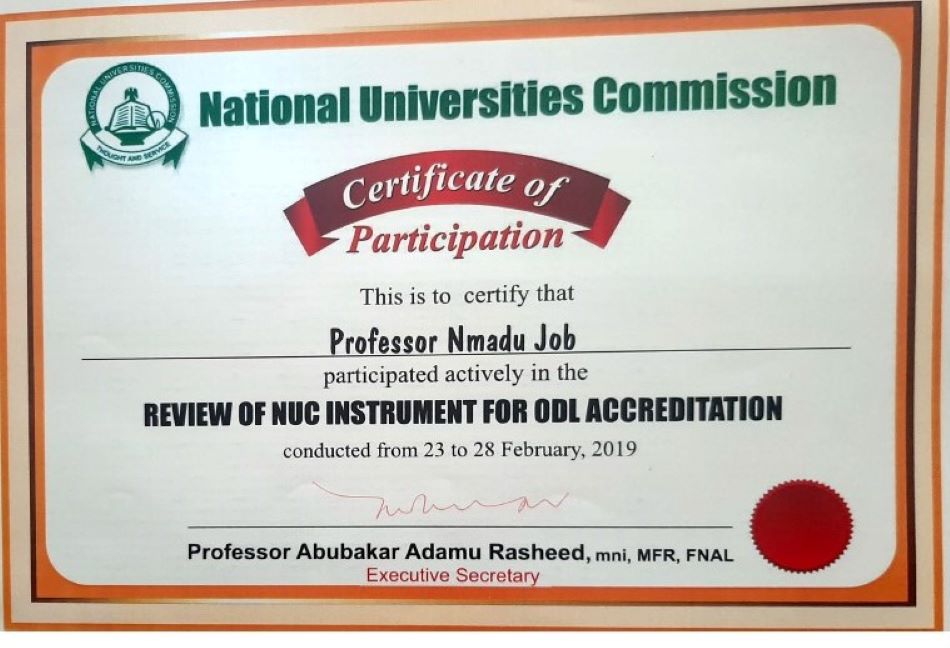 NATIONAL UNIVERSITIES COMMISSION
THOUGHT AND SERVICE
National Universities Commission
Certificate of
Participation
This is to certify that
Professor Nmadu Job
participated actively in the
REVIEW OF NUC INSTRUMENT FOR ODL ACCREDITATION
conducted from 23 to 28 February, 2019
Professor Abubakar Adamu Rasheed, mni, MFR, FNAL
Executive Secretary